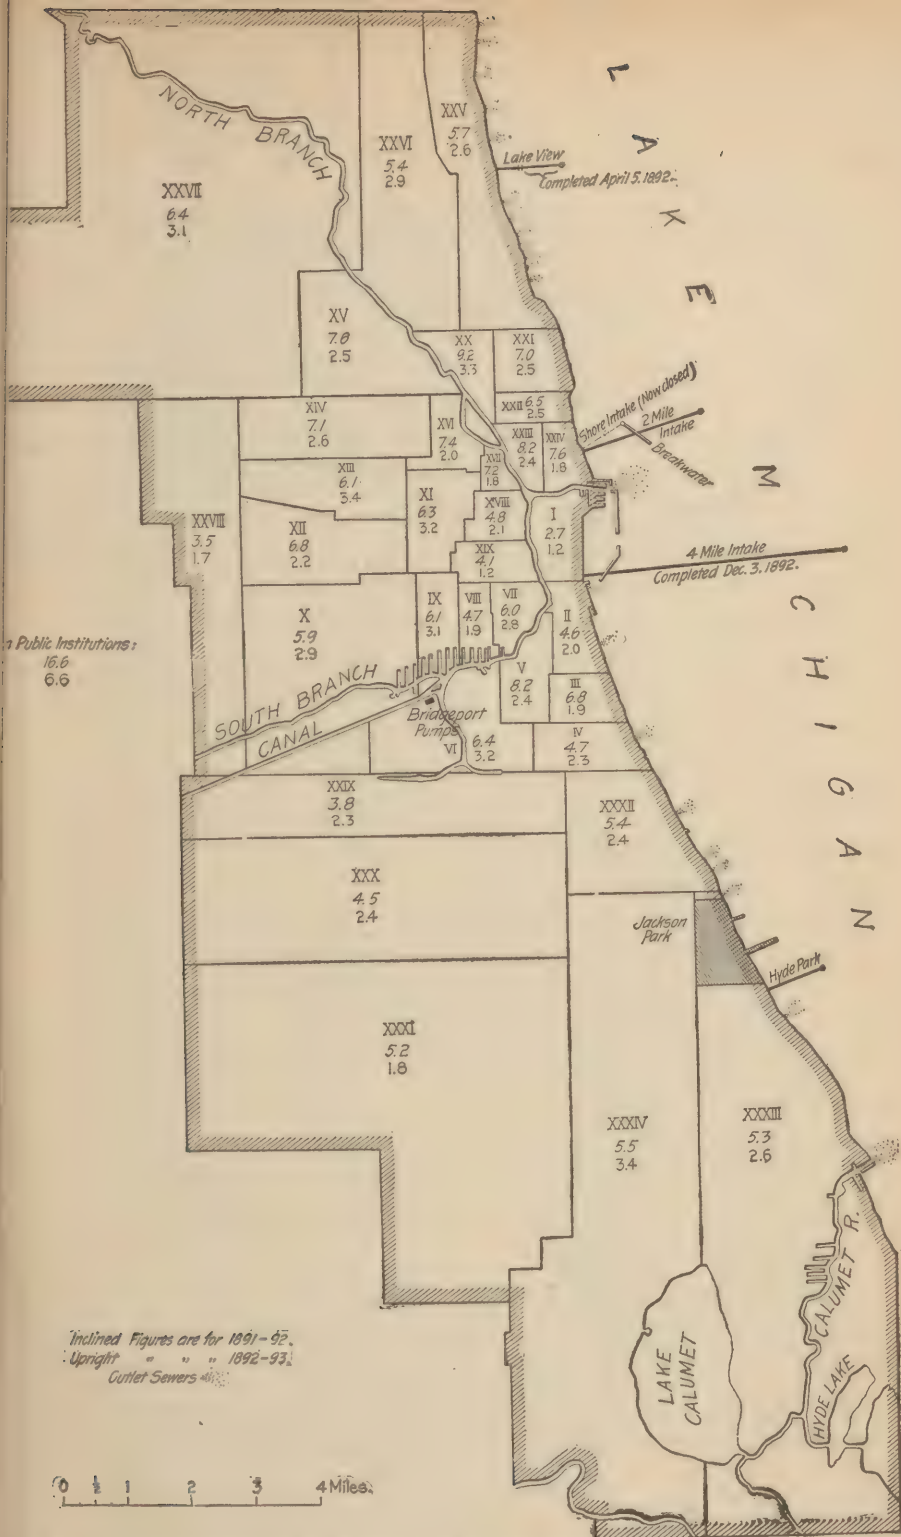 LAKE MICHIGAN
NORTH BRANCH
XXV
5.7
2.6
XXVI
5.4
2.9
Lake View
Completed April 5. 1892.
XXVII
6.4
3.1
XV
7.8
2.5
XX
9.2
3.3
XXI
7.0
2.5
XXII 6.5
2.5
Shore Intake (Now closed)
2 Mile
Intake
Breakwater
XIV
7.1
2.6
XVI
7.4
2.0
XXIII
8.2
2.4
XXIV
7.6
1.8
XVII
7.2
1.8
XIII
6.1
3.4
XI
6.3
3.2
XVIII
4.8
2.1
I
2.7
1.2
XXVIII
3.5
1.7
XII
6.8
2.2
XIX
4.1
1.2
4 Mile Intake
Completed Dec. 3. 1892.
X
5.9
2.9
IX
6.1
3.1
VIII
4.7
1.9
VII
6.0
2.8
II
4.6
2.0
Public Institutions:
16.6
6.6
V
8.2
2.4
III
6.8
1.9
SOUTH BRANCH
CANAL
Bridgeport
Pumps
VI
6.4
3.2
IV
4.7
2.3
XXIX
3.8
2.3
XXXII
5.4
2.4
XXX
4.5
2.4
Jackson
Park
Hyde Park
XXXI
5.2
1.8
XXXIV
5.5
3.4
XXXIII
5.3
2.6
CALUMET R.
LAKE
CALUMET
HYDE LAKE
Inclined Figures are for 1891-92.
Upright " " " 1892-93.
Outlet Sewers
0 ½ 1 2 3 4 Miles.